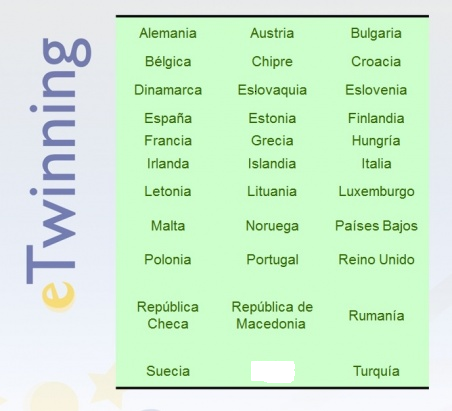 eTwinning
Alemania Austria Bulgaria
Bélgica Chipre Croacia
Dinamarca Eslovaquia Eslovenia
España Estonia Finlandia
Francia Grecia Hungría
Irlanda Islandia Italia
Letonia Lituania Luxemburgo
Malta Noruega Países Bajos
Polonia Portugal Reino Unido
República Checa República de Macedonia Rumanía
Suecia Turquía